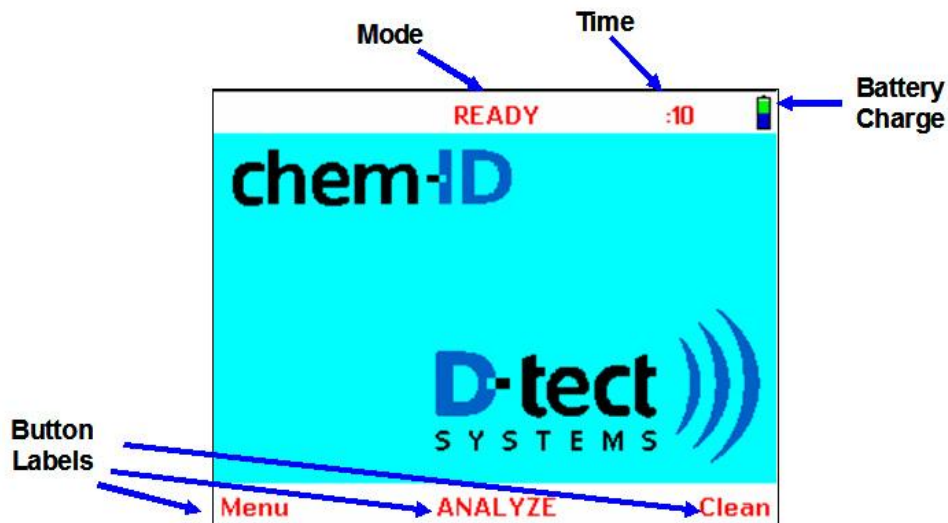 Mode
Time
Battery
Charge
READY :10
chem-ID
D-tect
SYSTEMS
Button
Labels
Menu ANALYZE Clean